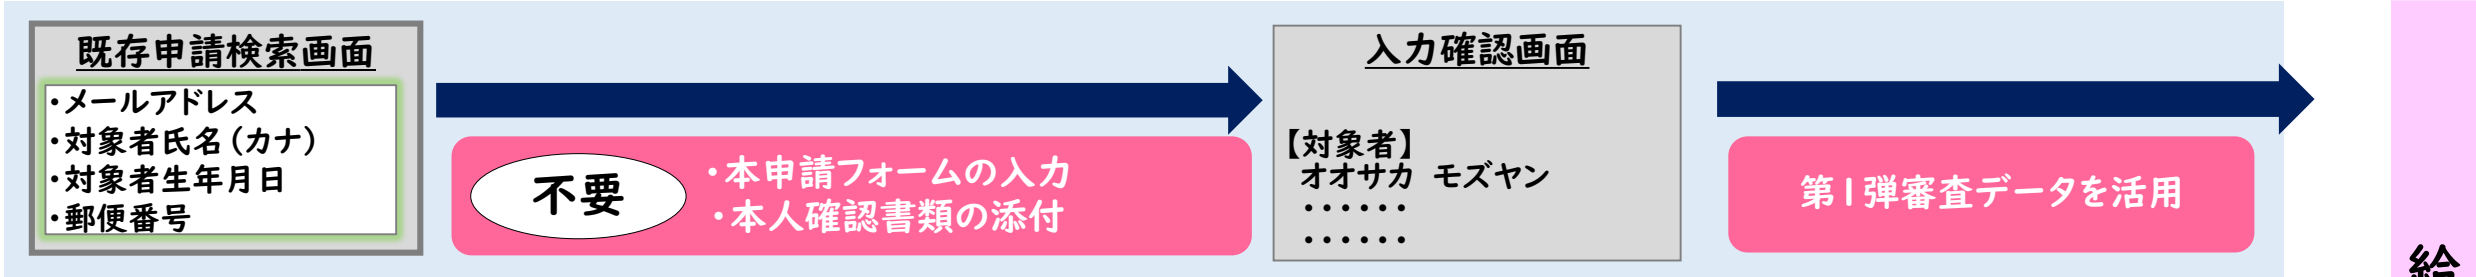 既存申請検索画面
・メールアドレス
・対象者氏名(カナ)
・対象者生年月日
・郵便番号
不要
・本申請フォームの入力
・本人確認書類の添付
入力確認画面
【対象者】
オオサカ モズヤン
・・・・・・
・・・・・・
第1弾審査データを活用
給